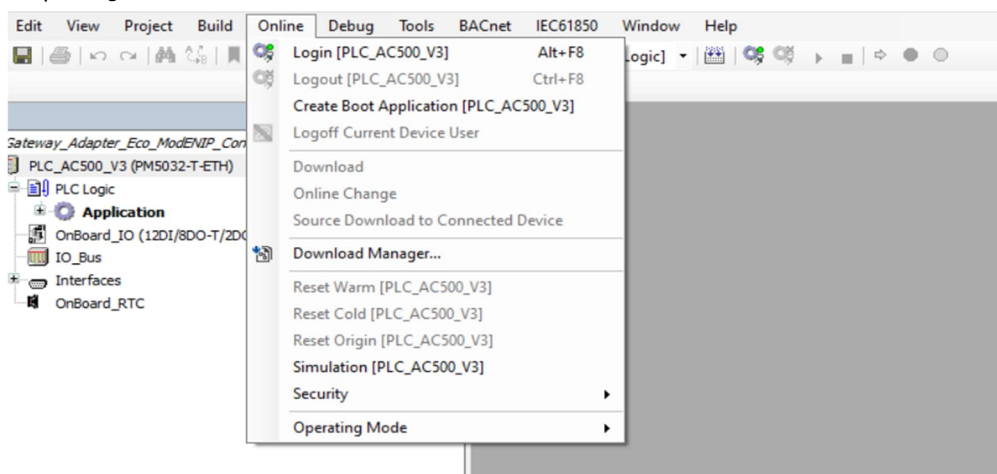 Edit View Project Build Online Debug Tools BACnet IEC61850 Window Help
Login [PLC_AC500_V3] Alt+F8
Logic]
Logout [PLC_AC500_V3] Ctrl+F8
Create Boot Application [PLC_AC500_V3]
Logoff Current Device User
Gateway_Adapter_Eco_ModENIP_Con
PLC_AC500_V3 (PM5032-T-ETH)
Download
PLC Logic
Online Change
Application
Source Download to Connected Device
OnBoard_IO (12DI/8DO-T/2DC
IO_Bus
Download Manager...
Interfaces
Reset Warm [PLC_AC500_V3]
OnBoard_RTC
Reset Cold [PLC_AC500_V3]
Reset Origin [PLC_AC500_V3]
Simulation [PLC_AC500_V3]
Security
Operating Mode